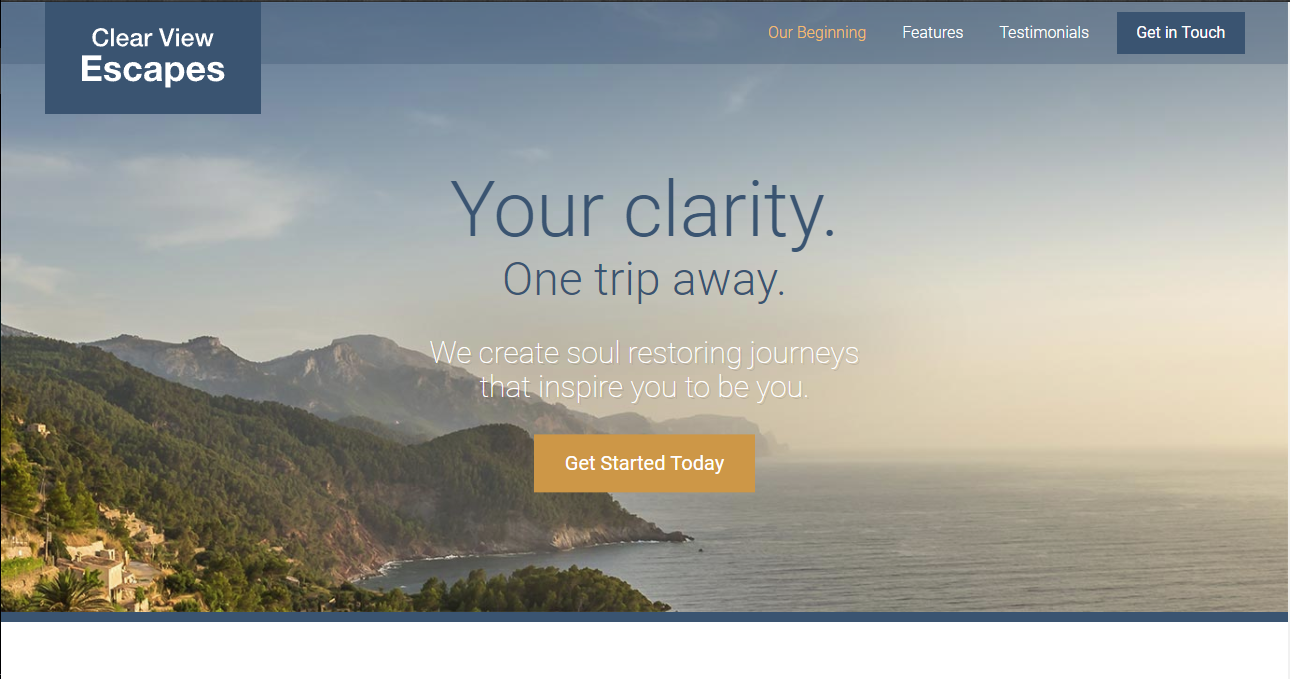 Clear View
Escapes
Our Beginning
Features
Testimonials
Get in Touch
Your clarity.
One trip away.
We create soul restoring journeys
that inspire you to be you.
Get Started Today